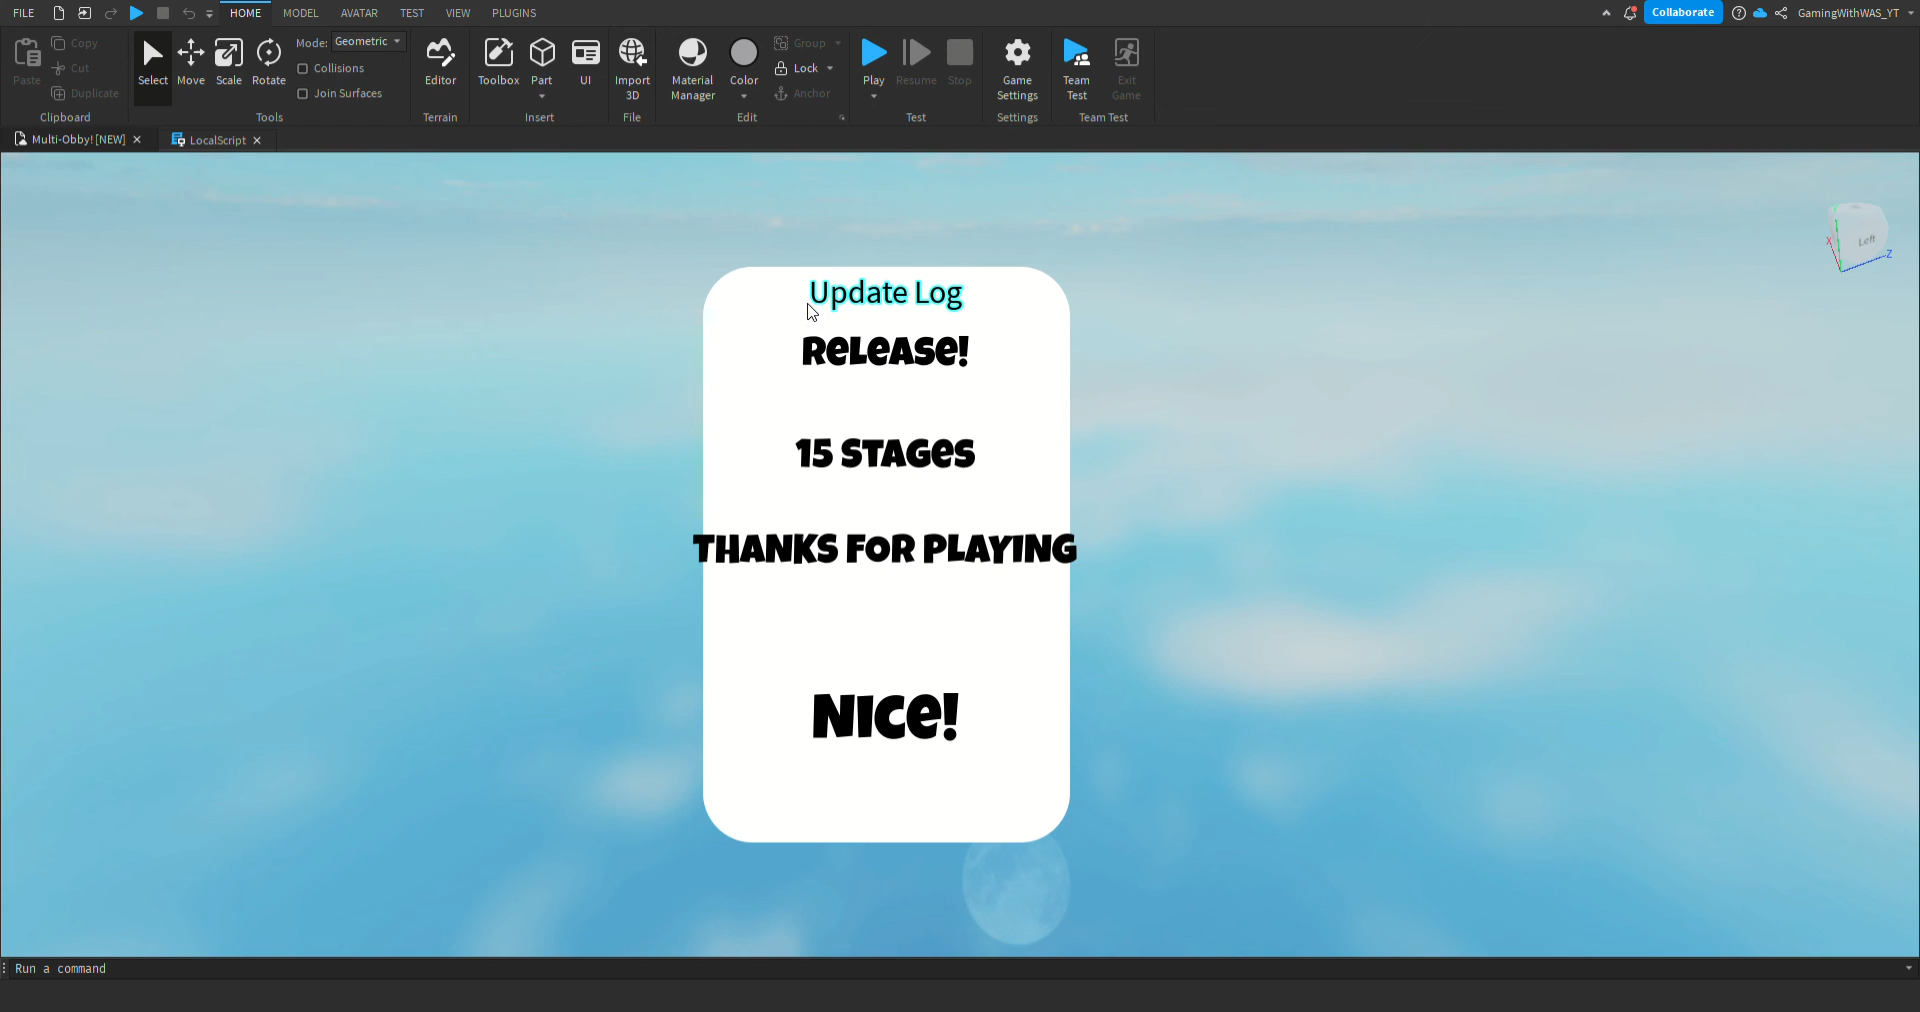 FILE HOME MODEL AVATAR TEST VIEW PLUGINS Collaborate GamingWithWAS_YT
Paste Copy Cut Duplicate Clipboard
Select Move Scale Rotate Mode: Geometric Collisions Join Surfaces Tools
Editor Terrain
Toolbox Part UI Insert
Import 3D File
Material Manager Color Group Lock Anchor Edit
Play Resume Stop Test
Game Settings Settings
Team Test Exit Game Team Test
Multi-Obby! [NEW] LocalScript
Left
X
Z
Update Log
Release!
15 Stages
THANKS FOR PLAYING
Nice!
Run a command